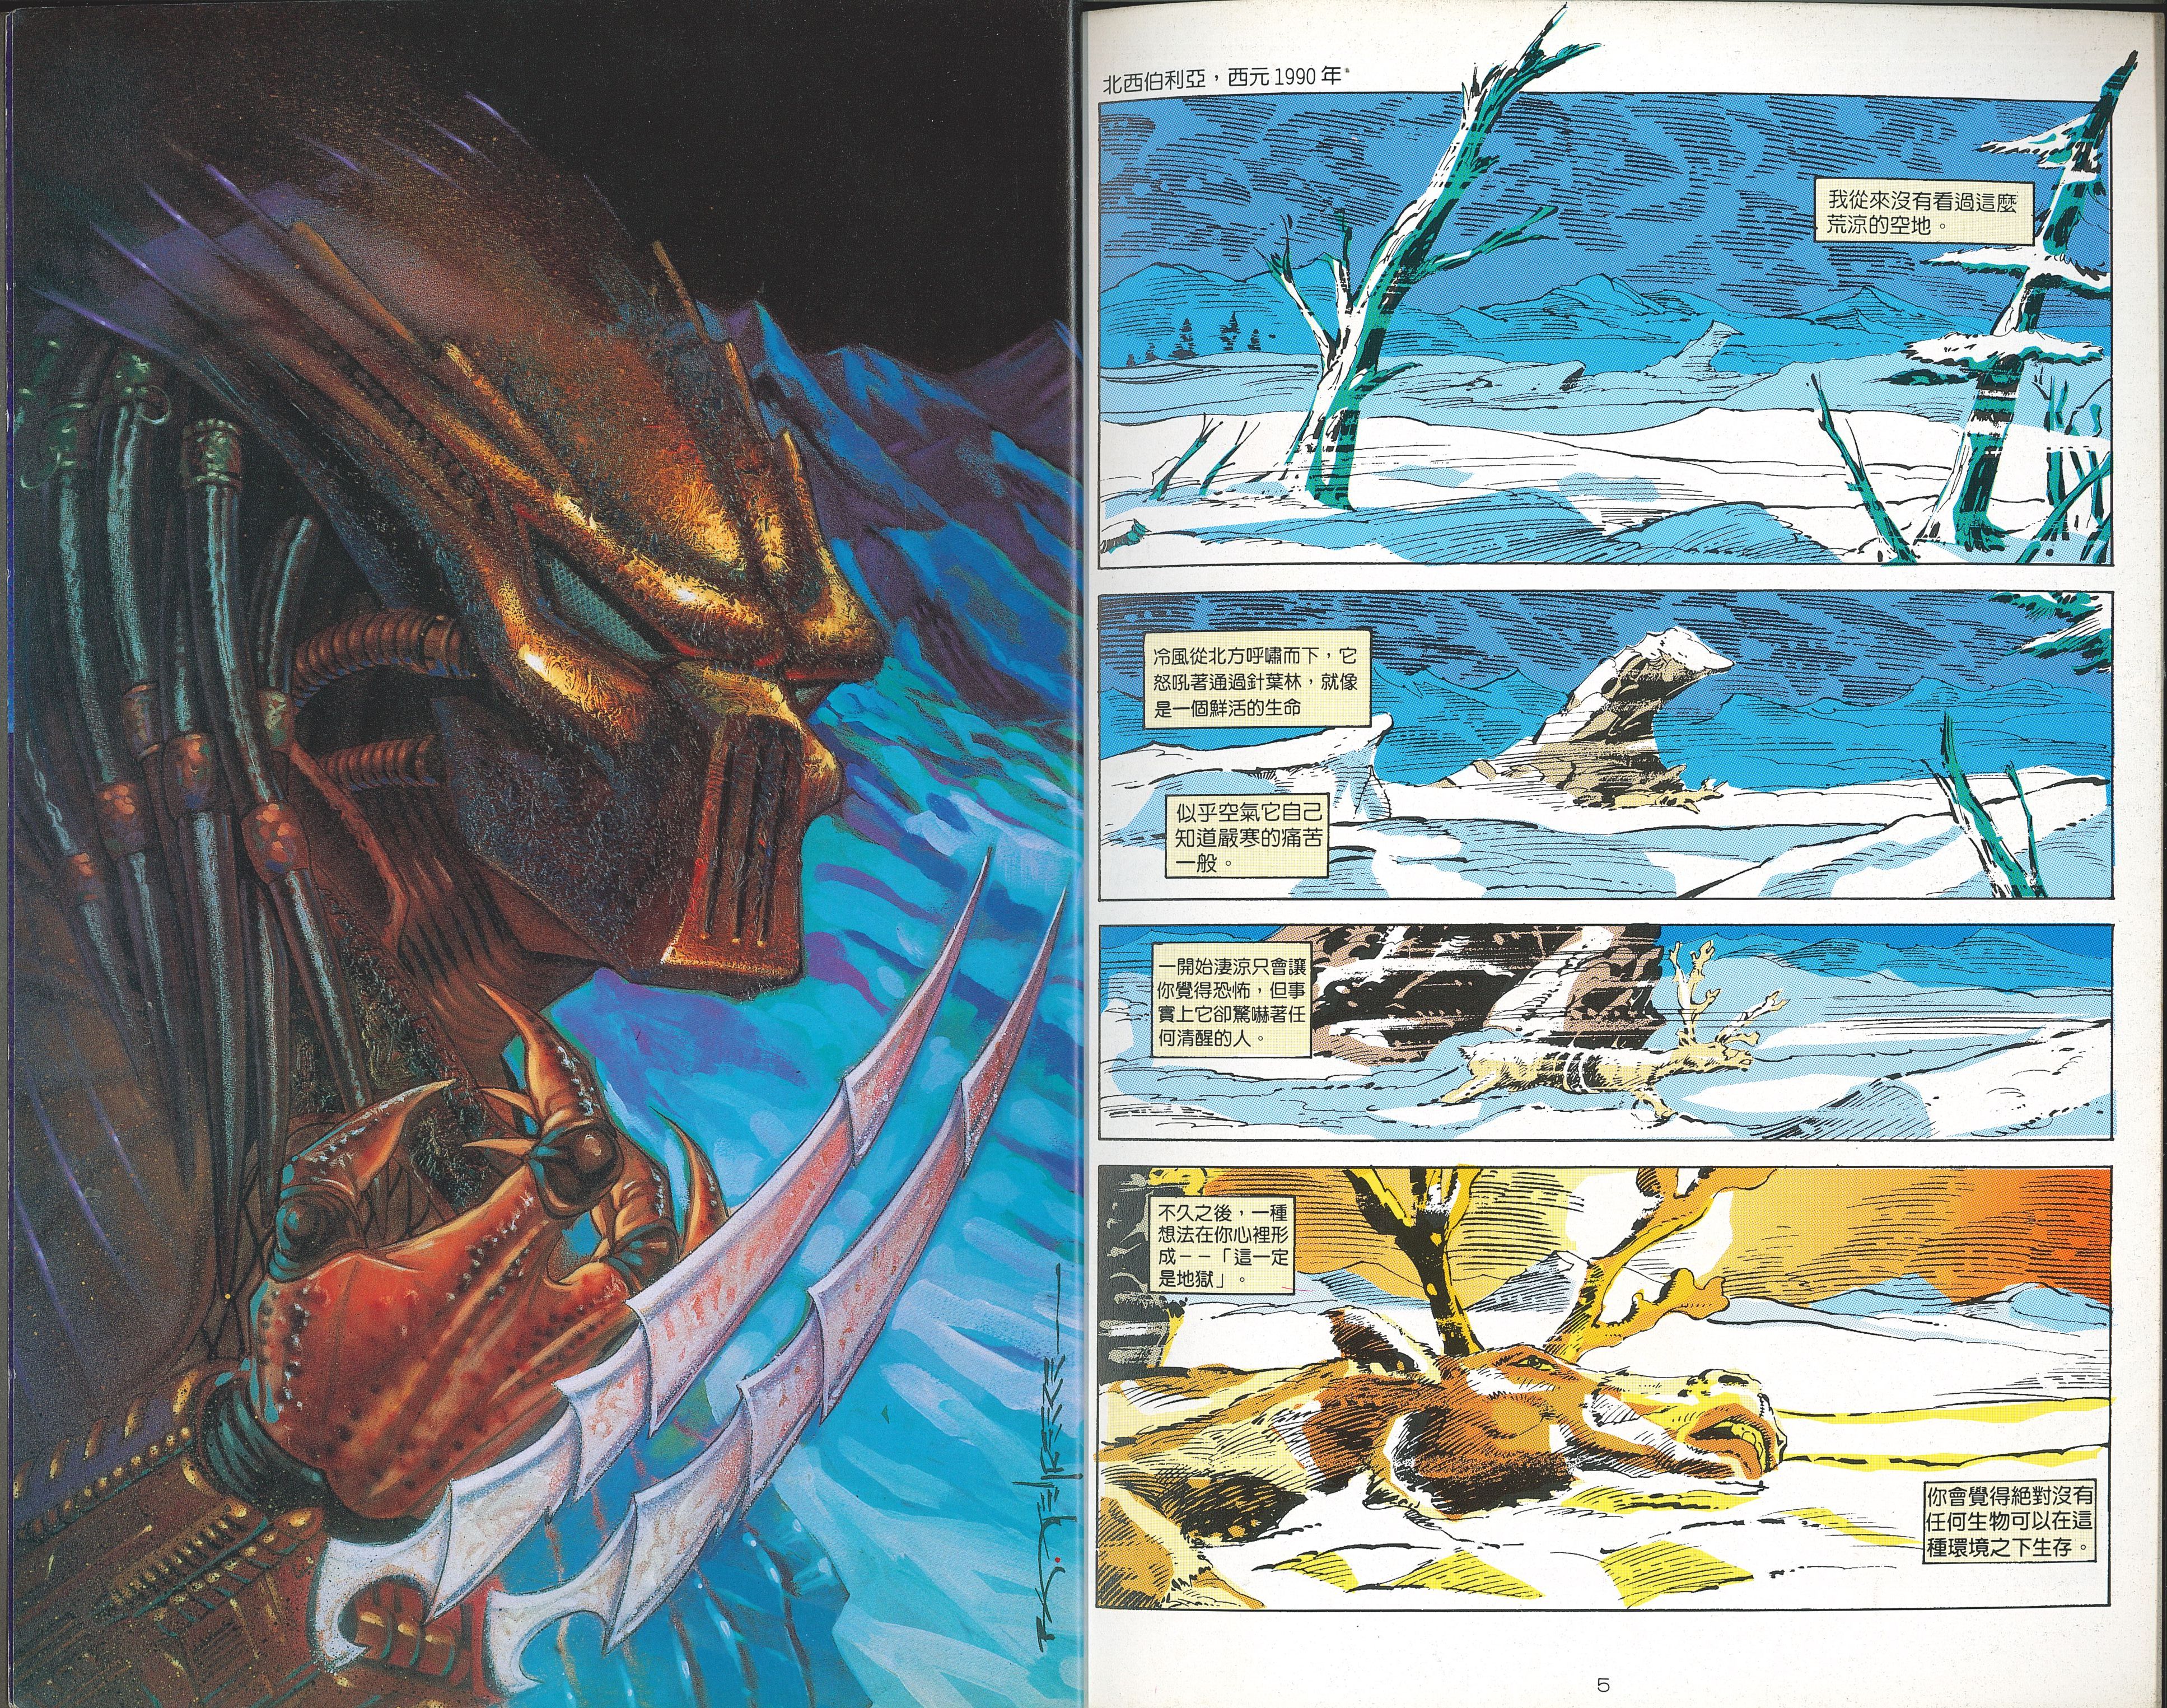 北西伯利亞，西元1990年。
我從來沒有看過這麼
荒涼的空地。
冷風從北方呼嘯而下，它
怒吼著通過針葉林，就像
是一個鮮活的生命
似乎空氣它自己
知道嚴寒的痛苦
一般。
一開始淒涼只會讓
你覺得恐怖，但事
實上它卻驚嚇著任
何清醒的人。
不久之後，一種
想法在你心裡形
成－－「這一定
是地獄」。
你會覺得絕對沒有
任何生物可以在這
種環境之下生存。
5